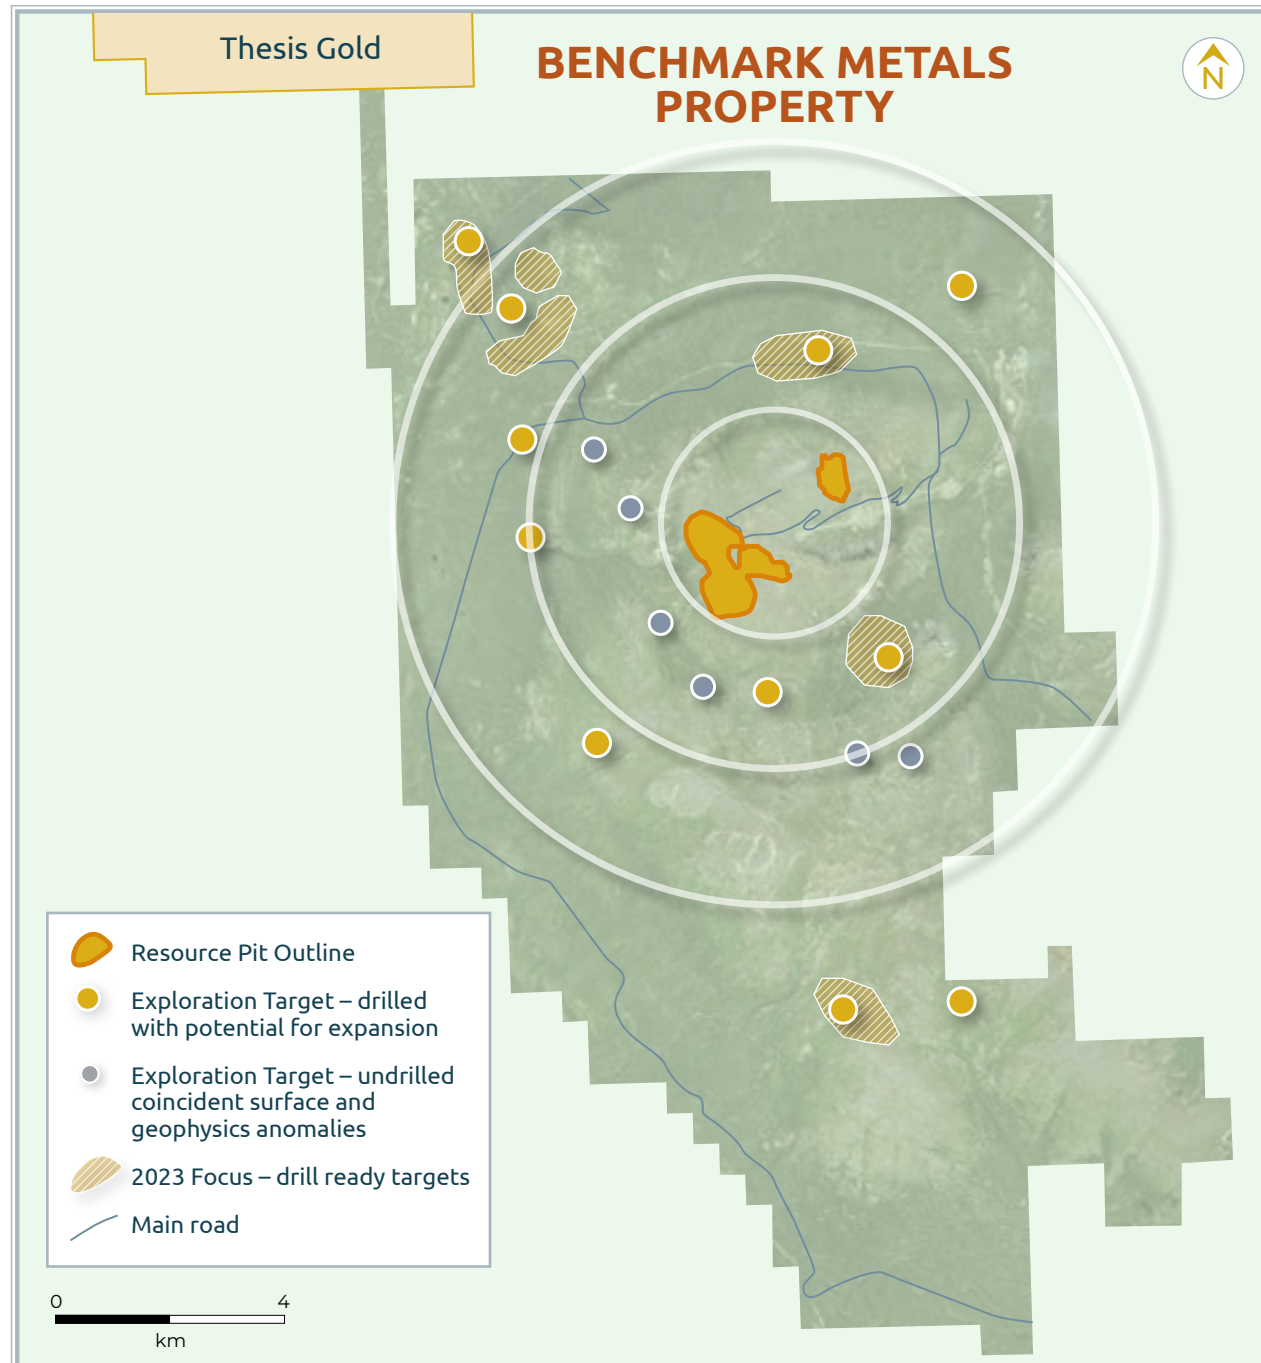 Thesis Gold
BENCHMARK METALS
PROPERTY
N
Resource Pit Outline
Exploration Target – drilled
with potential for expansion
Exploration Target – undrilled
coincident surface and
geophysics anomalies
2023 Focus – drill ready targets
Main road
0 4
km